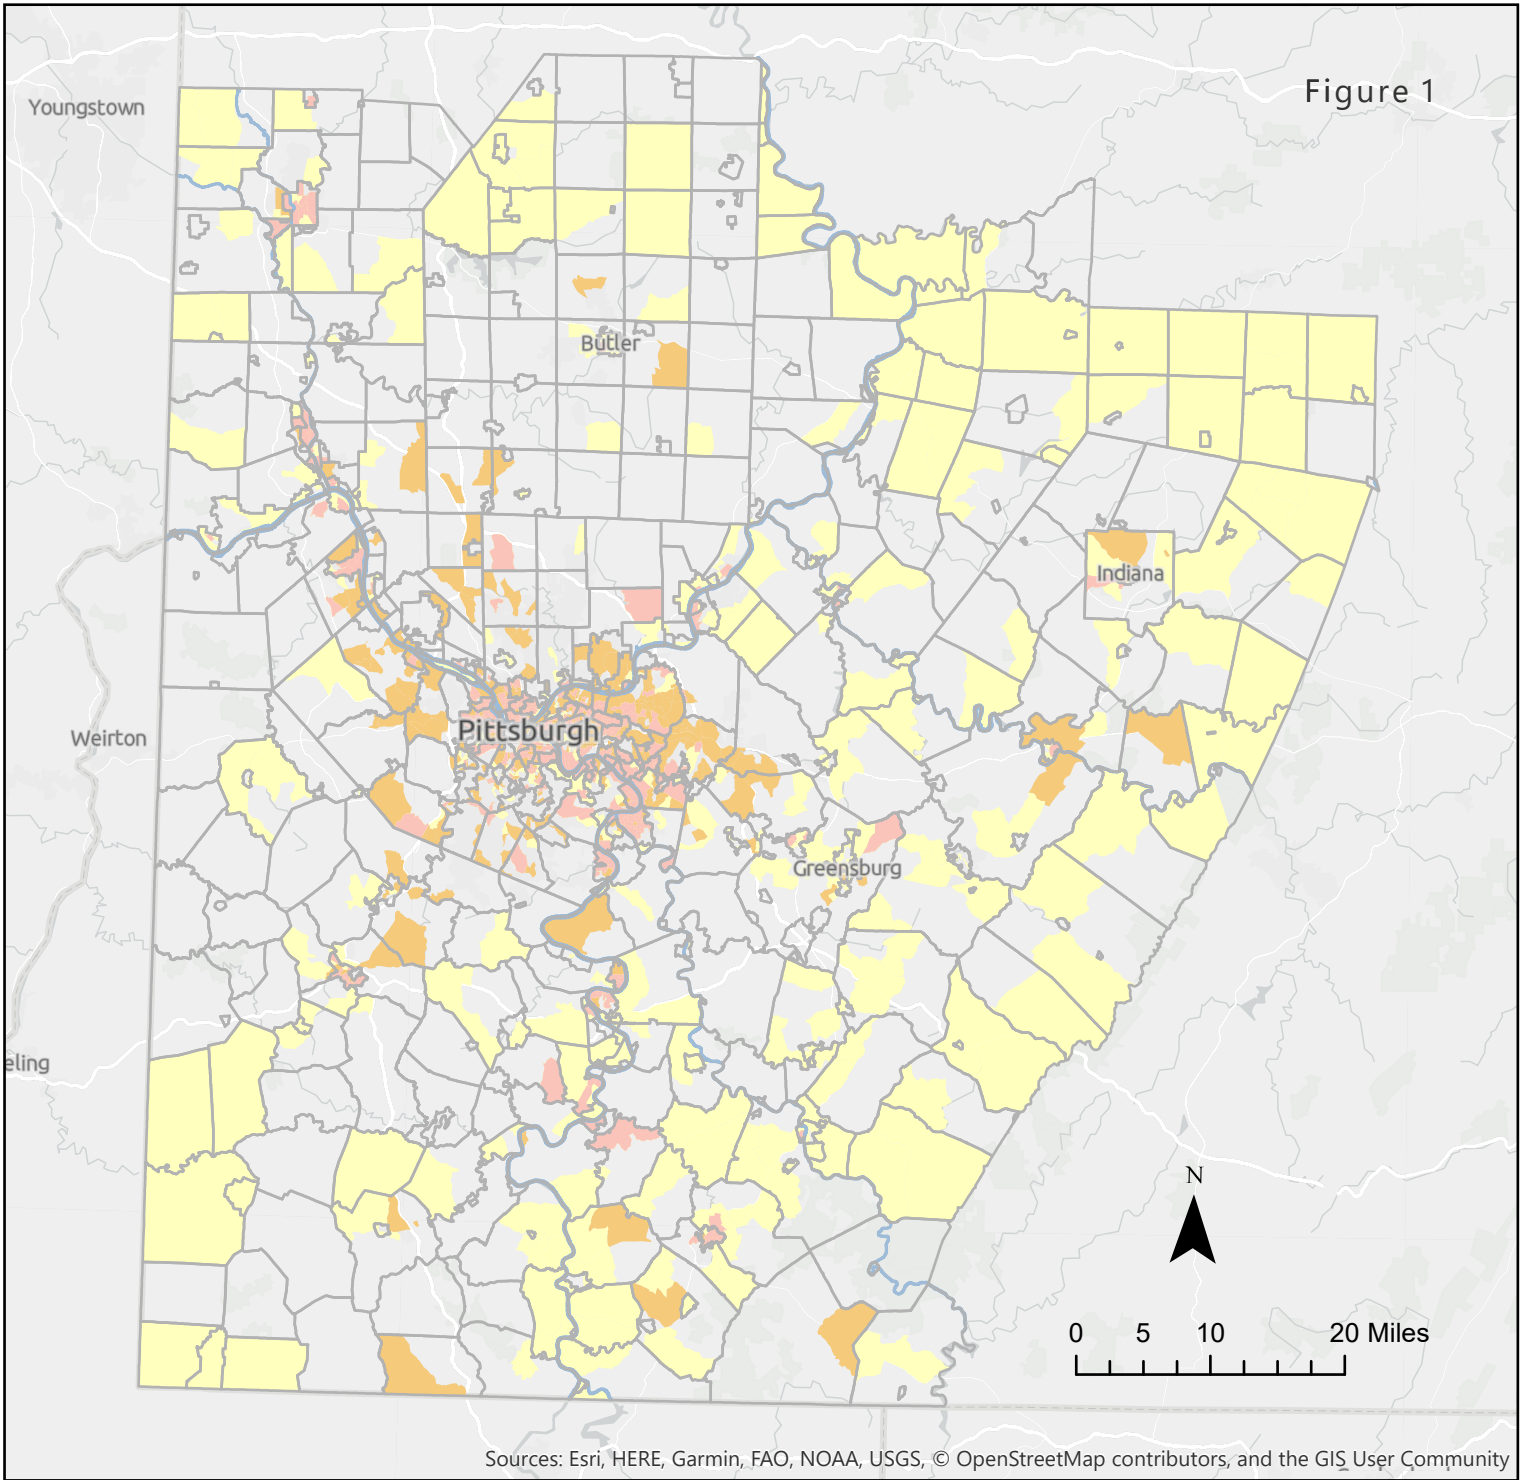 Figure 1
Youngstown
Butler
Indiana
Pittsburgh
Weirton
Greensburg
eling
N
0 5 10 20 Miles
Sources: Esri, HERE, Garmin, FAO, NOAA, USGS, © OpenStreetMap contributors, and the GIS User Community